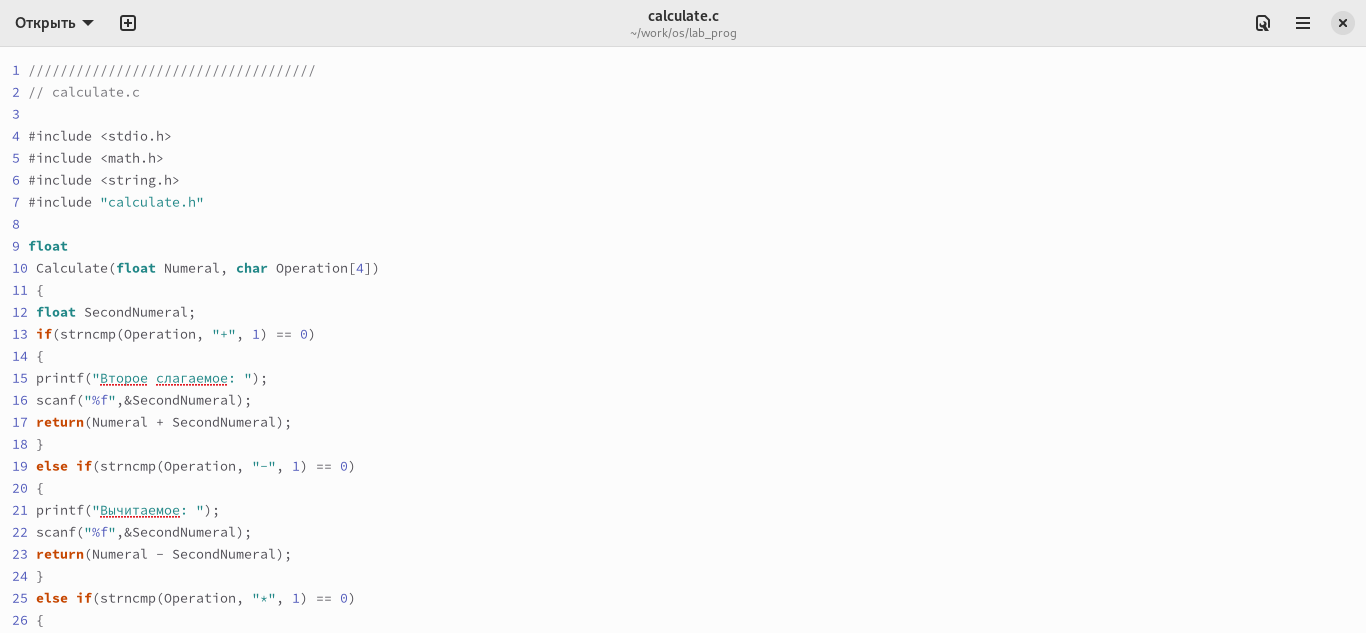 Открыть
calculate.c
~/work/os/lab_prog
1 ////////////////////////////////////
2 // calculate.c
3
4 #include <stdio.h>
5 #include <math.h>
6 #include <string.h>
7 #include "calculate.h"
8
9 float
10 Calculate(float Numeral, char Operation[4])
11 {
12 float SecondNumeral;
13 if(strncmp(Operation, "+", 1) == 0)
14 {
15 printf("Второе слагаемое: ");
16 scanf("%f",&SecondNumeral);
17 return(Numeral + SecondNumeral);
18 }
19 else if(strncmp(Operation, "-", 1) == 0)
20 {
21 printf("Вычитаемое: ");
22 scanf("%f",&SecondNumeral);
23 return(Numeral - SecondNumeral);
24 }
25 else if(strncmp(Operation, "*", 1) == 0)
26 {